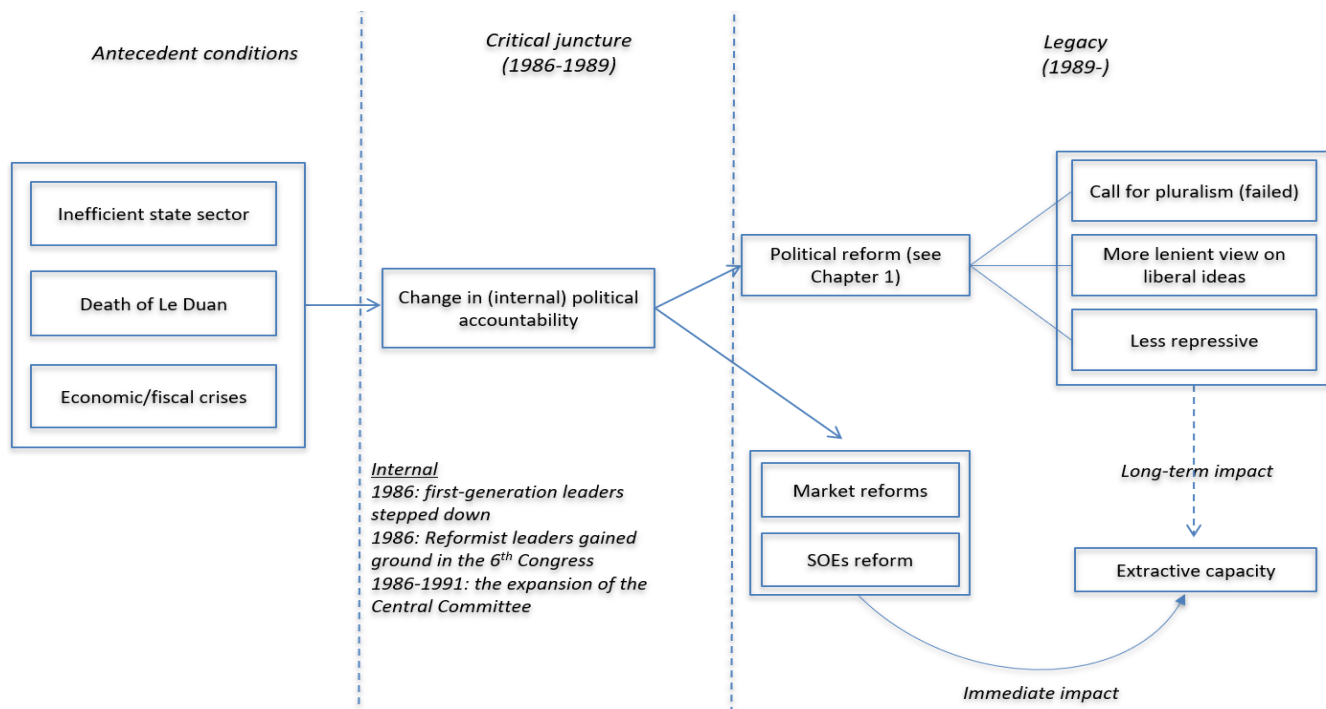 Antecedent conditions
Critical juncture
(1986-1989)
Legacy
(1989-)
Inefficient state sector
Death of Le Duan
Economic/fiscal crises
Change in (internal) political
accountability
Internal
1986: first-generation leaders
stepped down
1986: Reformist leaders gained
ground in the 6th Congress
1986-1991: the expansion of the
Central Committee
Political reform (see
Chapter 1)
Call for pluralism (failed)
More lenient view on
liberal ideas
Less repressive
Market reforms
SOEs reform
Long-term impact
Extractive capacity
Immediate impact